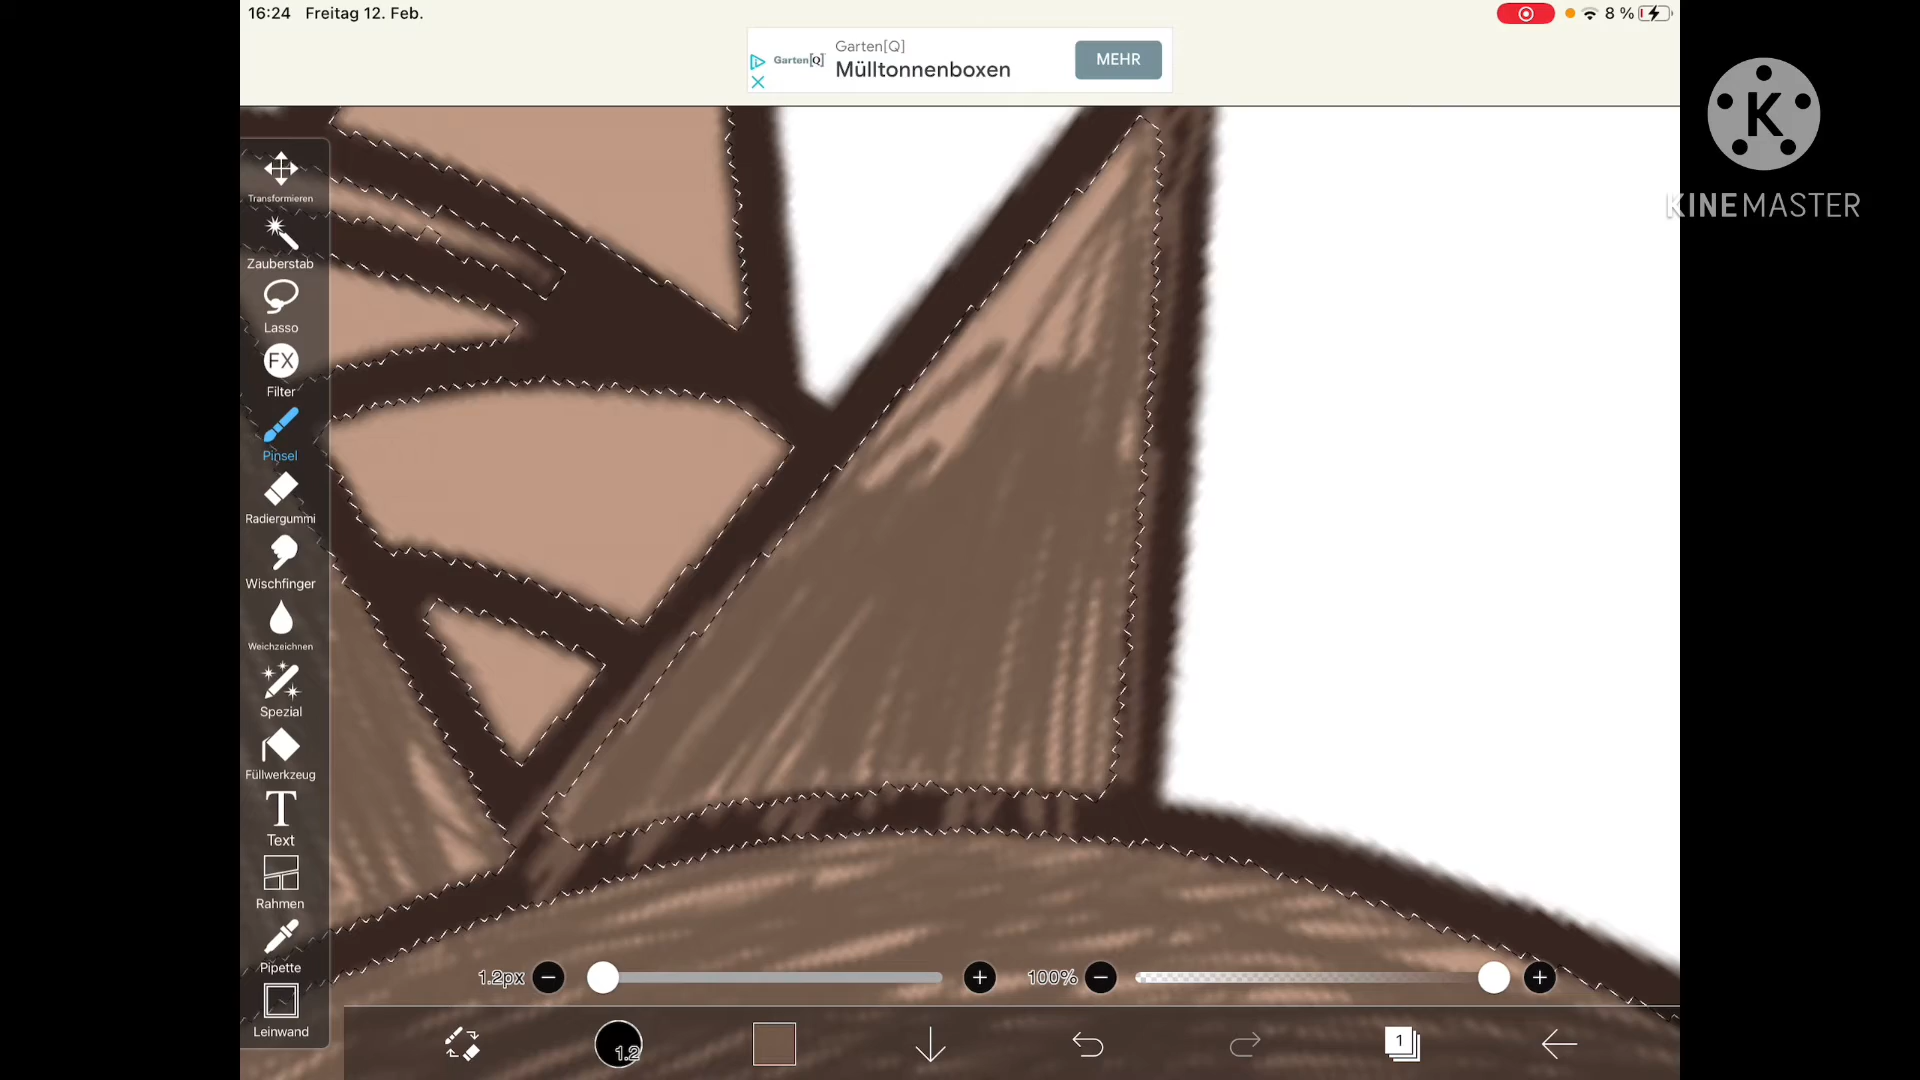 16:24 Freitag 12. Feb.
8 %
Garten[Q]
Garten[Q]
Mülltonnenboxen
MEHR
K
KINEMASTER
Transformieren
Zauberstab
Lasso
FX
Filter
Pinsel
Radiergummi
Wischfinger
Weichzeichnen
Spezial
Füllwerkzeug
T
Text
Rahmen
Pipette
Leinwand
1.2px
100%
1.2
1